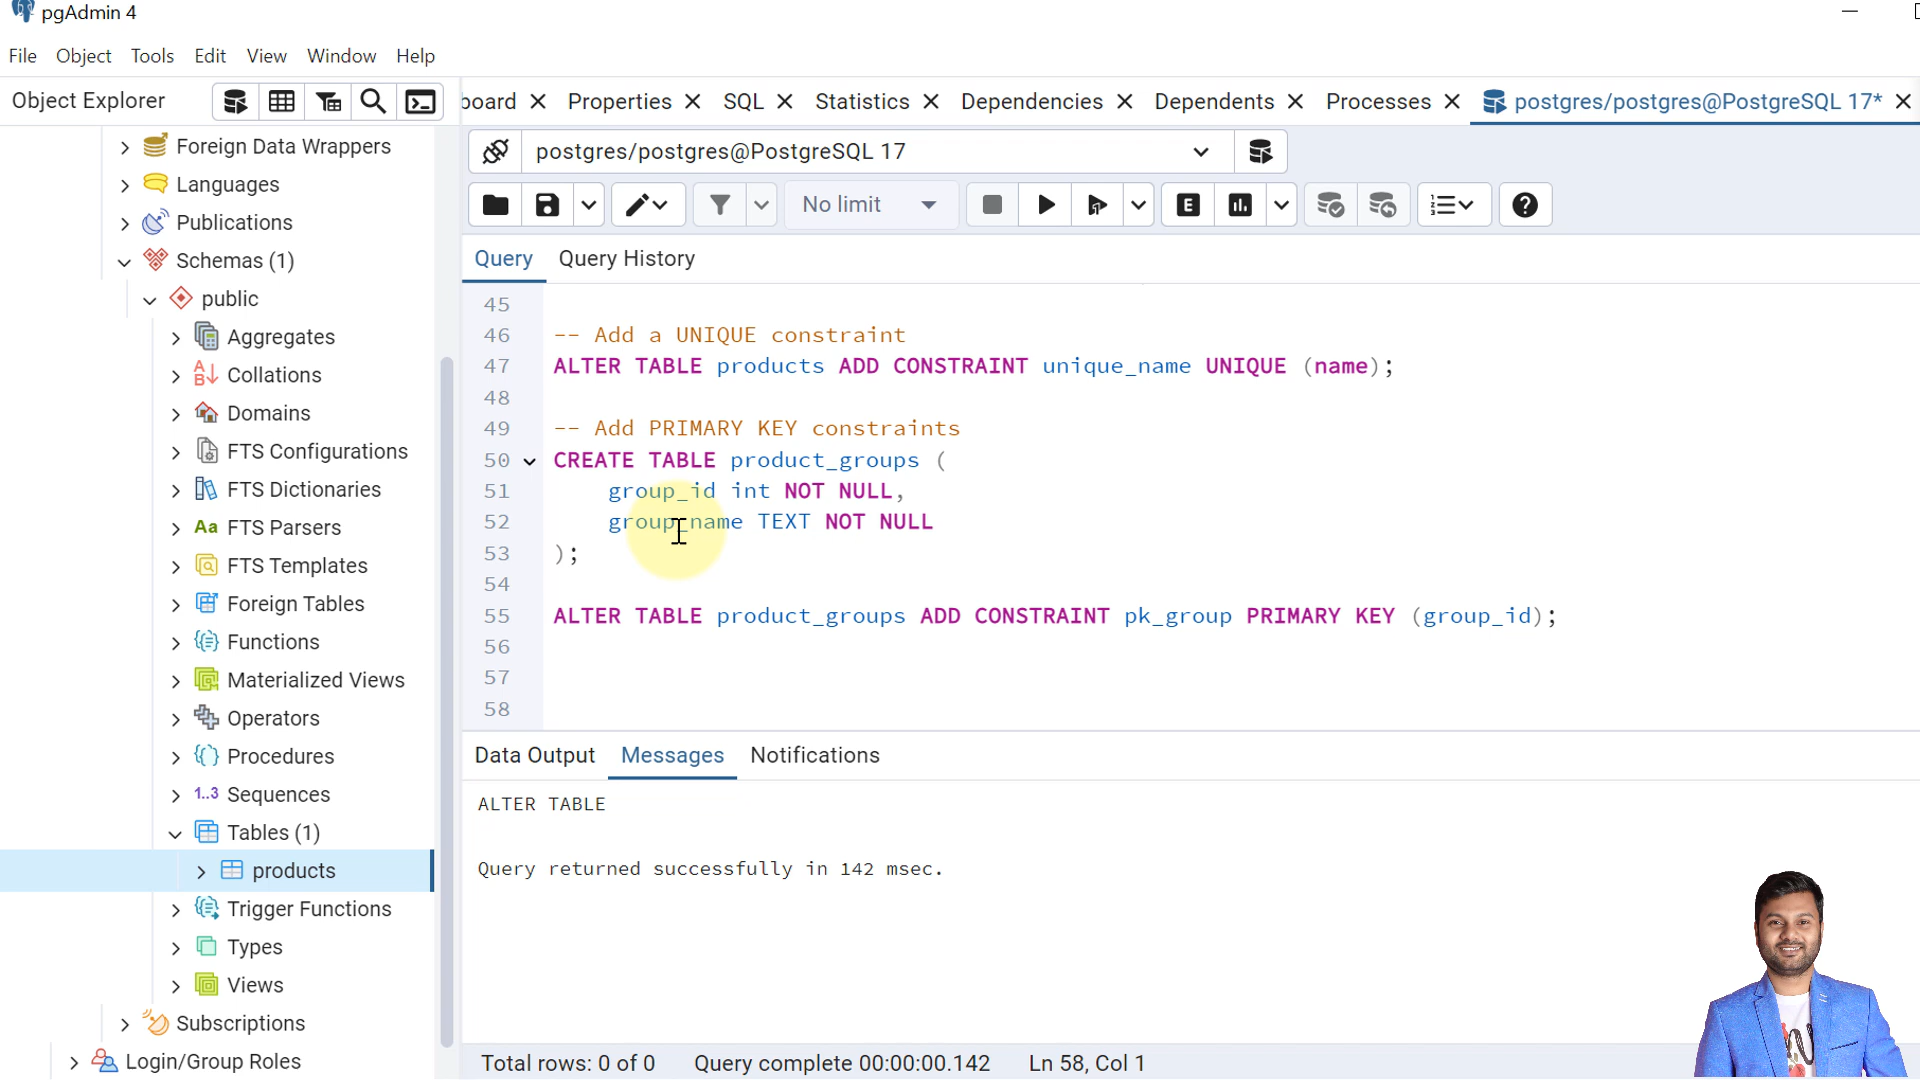 pgAdmin 4
File Object Tools Edit View Window Help
Object Explorer
board Properties SQL Statistics Dependencies Dependents Processes postgres/postgres@PostgreSQL 17*
postgres/postgres@PostgreSQL 17
No limit
E
Query Query History
Foreign Data Wrappers
Languages
Publications
Schemas (1)
public
Aggregates
Collations
Domains
FTS Configurations
FTS Dictionaries
Aa FTS Parsers
FTS Templates
Foreign Tables
Functions
Materialized Views
Operators
Procedures
1..3 Sequences
Tables (1)
products
Trigger Functions
Types
Views
Subscriptions
Login/Group Roles
45
46 -- Add a UNIQUE constraint
47 ALTER TABLE products ADD CONSTRAINT unique_name UNIQUE (name);
48
49 -- Add PRIMARY KEY constraints
50 CREATE TABLE product_groups (
51 group_id int NOT NULL,
52 group_name TEXT NOT NULL
53 );
54
55 ALTER TABLE product_groups ADD CONSTRAINT pk_group PRIMARY KEY (group_id);
56
57
58
Data Output Messages Notifications
ALTER TABLE
Query returned successfully in 142 msec.
Total rows: 0 of 0 Query complete 00:00:00.142 Ln 58, Col 1